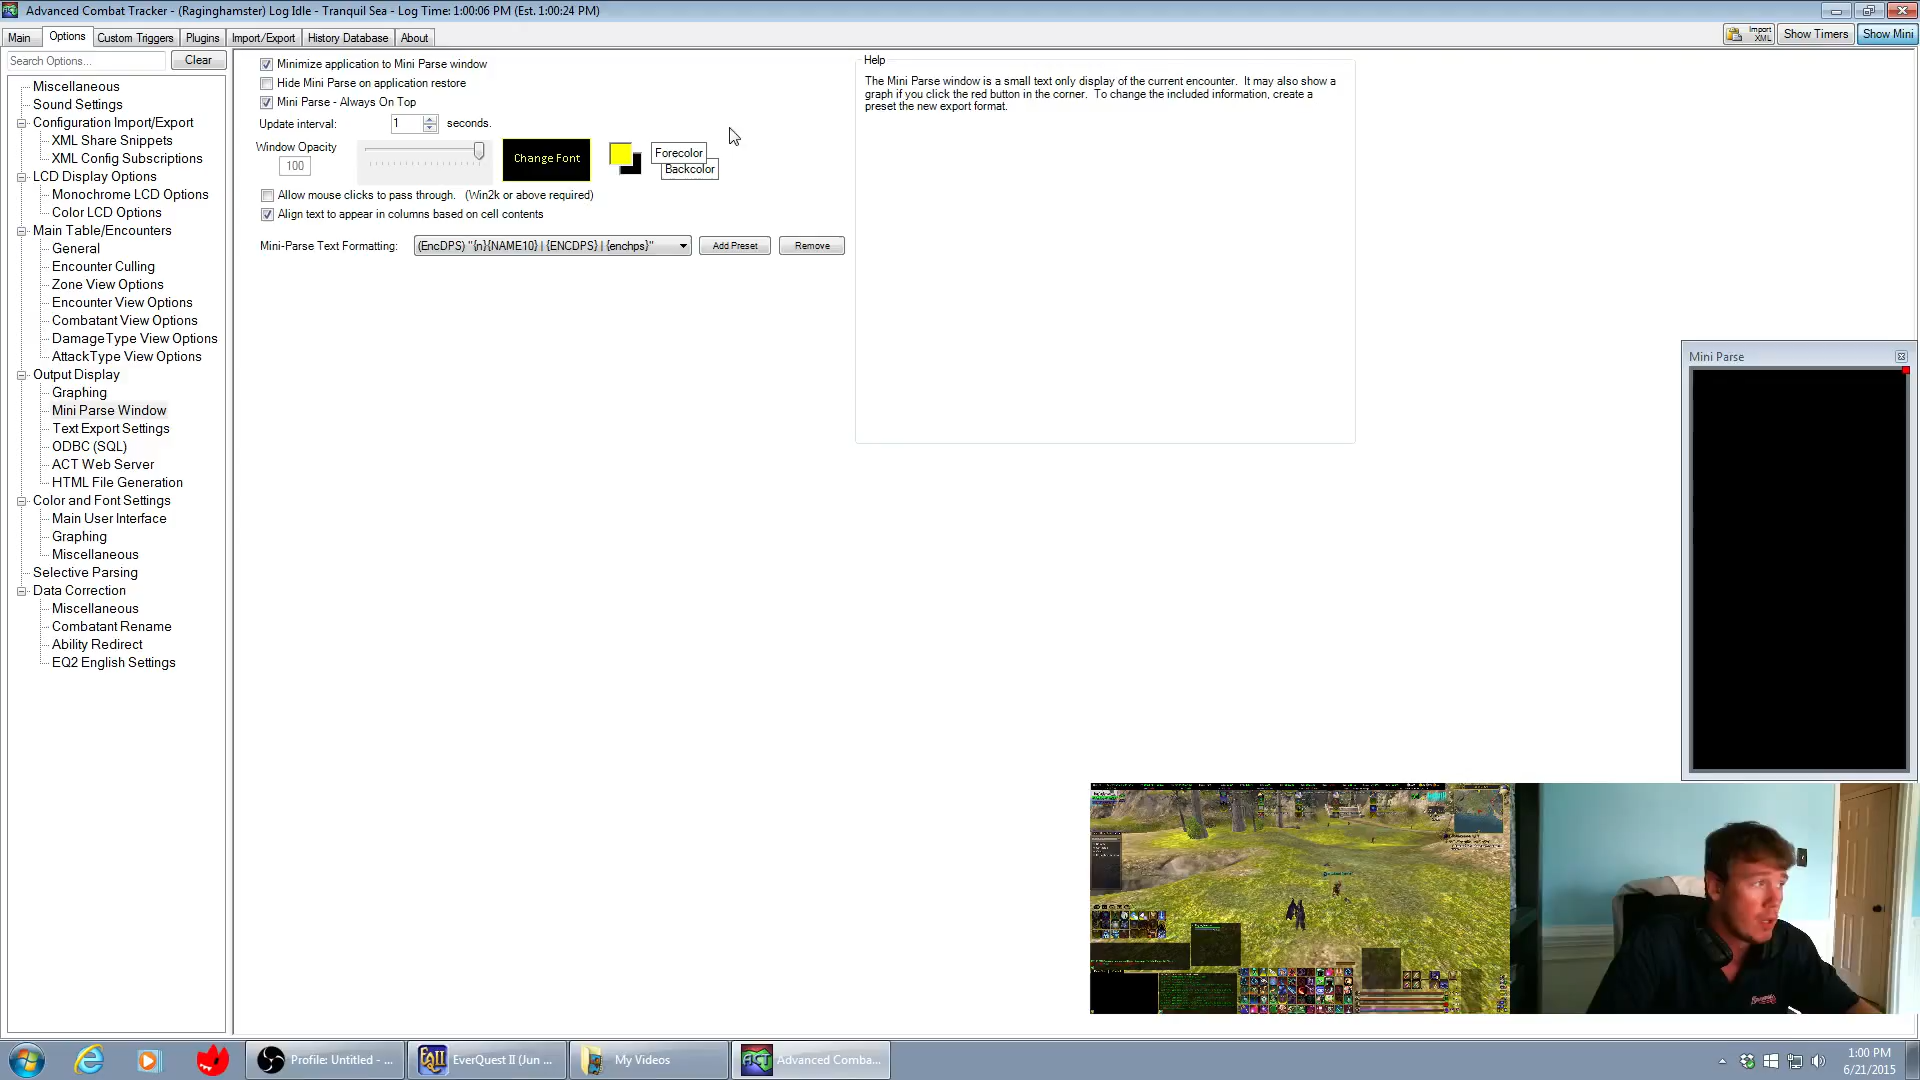 Advanced Combat Tracker - (Raginghamster) Log Idle - Tranquil Sea - Log Time: 1:00:06 PM (Est. 1:00:24 PM)
Main
Options
Custom Triggers
Plugins
Import/Export
History Database
About
Import XML
Show Timers
Show Mini
Search Options...
Clear
Miscellaneous
Sound Settings
Configuration Import/Export
XML Share Snippets
XML Config Subscriptions
LCD Display Options
Monochrome LCD Options
Color LCD Options
Main Table/Encounters
General
Encounter Culling
Zone View Options
Encounter View Options
Combatant View Options
DamageType View Options
AttackType View Options
Output Display
Graphing
Mini Parse Window
Text Export Settings
ODBC (SQL)
ACT Web Server
HTML File Generation
Color and Font Settings
Main User Interface
Graphing
Miscellaneous
Selective Parsing
Data Correction
Miscellaneous
Combatant Rename
Ability Redirect
EQ2 English Settings
Minimize application to Mini Parse window
Hide Mini Parse on application restore
Mini Parse - Always On Top
Update interval: 1 seconds.
Window Opacity
100
Change Font
Forecolor
Backcolor
Allow mouse clicks to pass through. (Win2k or above required)
Align text to appear in columns based on cell contents
Mini-Parse Text Formatting: (EncDPS) "{n}{NAME10} | {ENCDPS} | {enchps}" Add Preset Remove
Help
The Mini Parse window is a small text only display of the current encounter. It may also show a
graph if you click the red button in the corner. To change the included information, create a
preset the new export format.
Mini Parse
Profile: Untitled - ...
EverQuest II (Jun ...
My Videos
ACT
Advanced Comba...
1:00 PM
6/21/2015